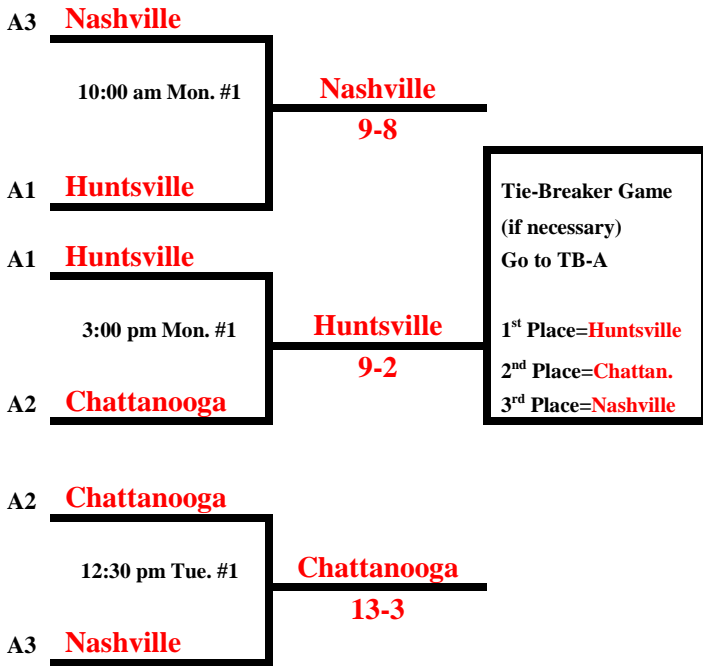 A3 Nashville
10:00 am Mon. #1
Nashville
9-8
A1 Huntsville
Tie-Breaker Game
(if necessary)
Go to TB-A
1st Place=Huntsville
2nd Place=Chattan.
3rd Place=Nashville
A1 Huntsville
3:00 pm Mon. #1
Huntsville
9-2
A2 Chattanooga
A2 Chattanooga
12:30 pm Tue. #1
Chattanooga
13-3
A3 Nashville